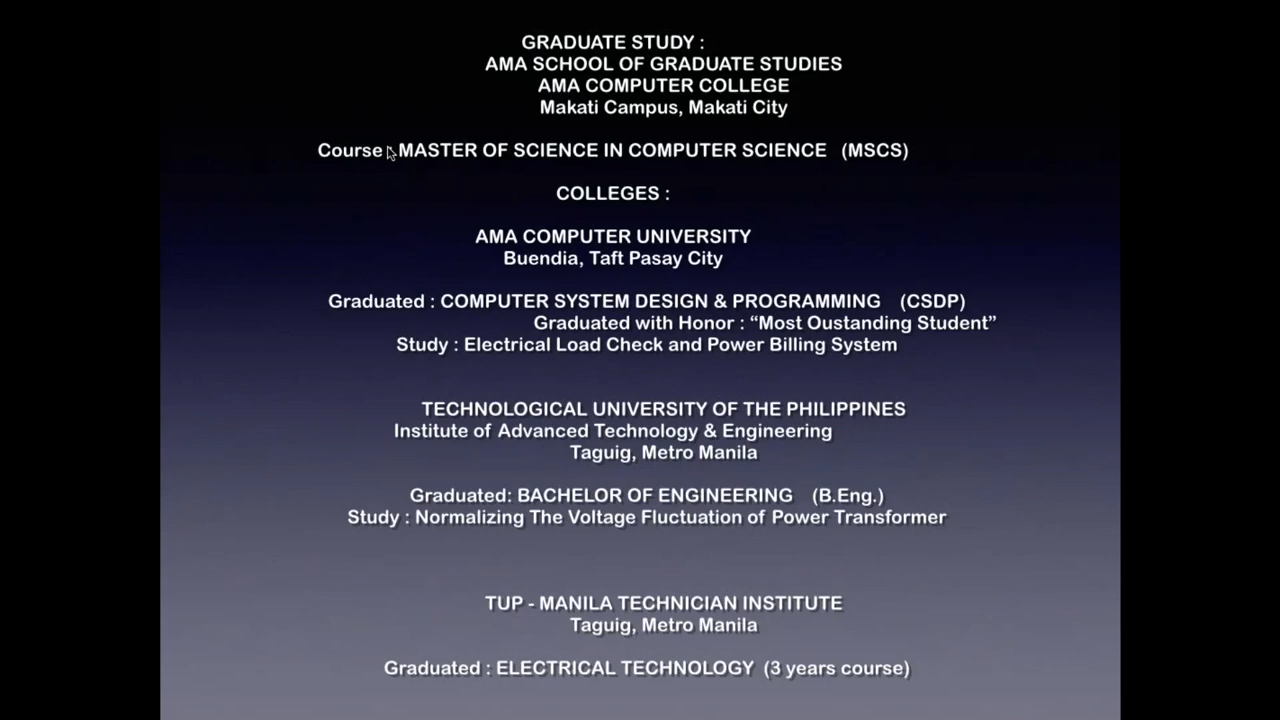 GRADUATE STUDY :
AMA SCHOOL OF GRADUATE STUDIES
AMA COMPUTER COLLEGE
Makati Campus, Makati City
Course : MASTER OF SCIENCE IN COMPUTER SCIENCE (MSCS)
COLLEGES :
AMA COMPUTER UNIVERSITY
Buendia, Taft Pasay City
Graduated : COMPUTER SYSTEM DESIGN & PROGRAMMING (CSDP)
Graduated with Honor : “Most Oustanding Student”
Study : Electrical Load Check and Power Billing System
TECHNOLOGICAL UNIVERSITY OF THE PHILIPPINES
Institute of Advanced Technology & Engineering
Taguig, Metro Manila
Graduated: BACHELOR OF ENGINEERING (B.Eng.)
Study : Normalizing The Voltage Fluctuation of Power Transformer
TUP - MANILA TECHNICIAN INSTITUTE
Taguig, Metro Manila
Graduated : ELECTRICAL TECHNOLOGY (3 years course)